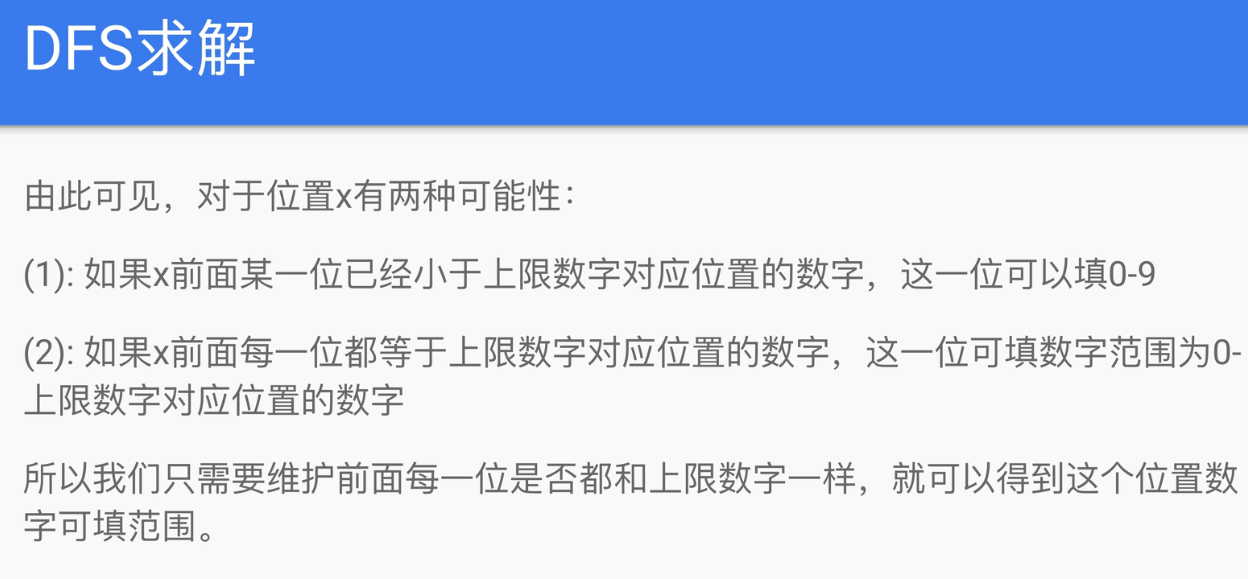 DFS求解
由此可见，对于位置x有两种可能性：
(1): 如果x前面某一位已经小于上限数字对应位置的数字，这一位可以填0-9
(2): 如果x前面每一位都等于上限数字对应位置的数字，这一位可填数字范围为0-
上限数字对应位置的数字
所以我们只需要维护前面每一位是否都和上限数字一样，就可以得到这个位置数
字可填范围。